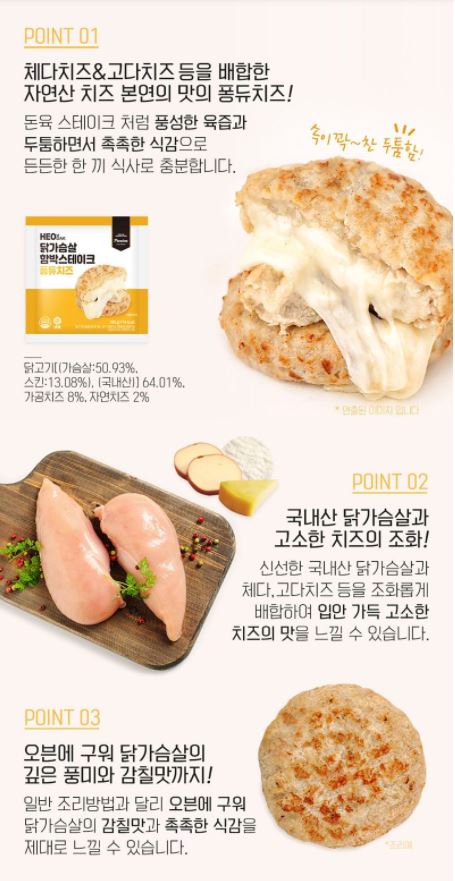 POINT 01
체다치즈&고다치즈 등을 배합한
자연산 치즈 본연의 맛의 퐁듀치즈!
돈육 스테이크 처럼 풍성한 육즙과
두툼하면서 촉촉한 식감으로
든든한 한 끼 식사로 충분합니다.
속이 꽉~찬 두툼함!
HEO
닭가슴살
함박스테이크
퐁듀치즈
닭고기[(가슴살:50.93%,
스킨:13.08%), (국내산)] 64.01%,
가공치즈 8%, 자연치즈 2%
* 연출된 이미지 입니다
POINT 02
국내산 닭가슴살과
고소한 치즈의 조화!
신선한 국내산 닭가슴살과
체다,고다치즈 등을 조화롭게
배합하여 입안 가득 고소한
치즈의 맛을 느낄 수 있습니다.
POINT 03
오븐에 구워 닭가슴살의
깊은 풍미와 감칠맛까지!
일반 조리방법과 달리 오븐에 구워
닭가슴살의 감칠맛과 촉촉한 식감을
제대로 느낄 수 있습니다.
*조리예